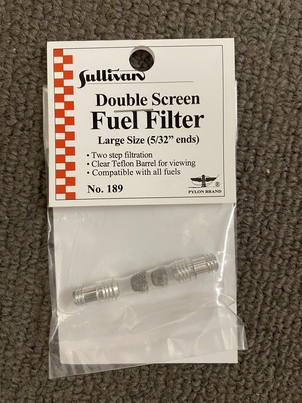 Sullivan
Double Screen
Fuel Filter
Large Size (5/32” ends)
• Two step filtration
• Clear Teflon Barrel for viewing
• Compatible with all fuels
No. 189
®
PYLON BRAND